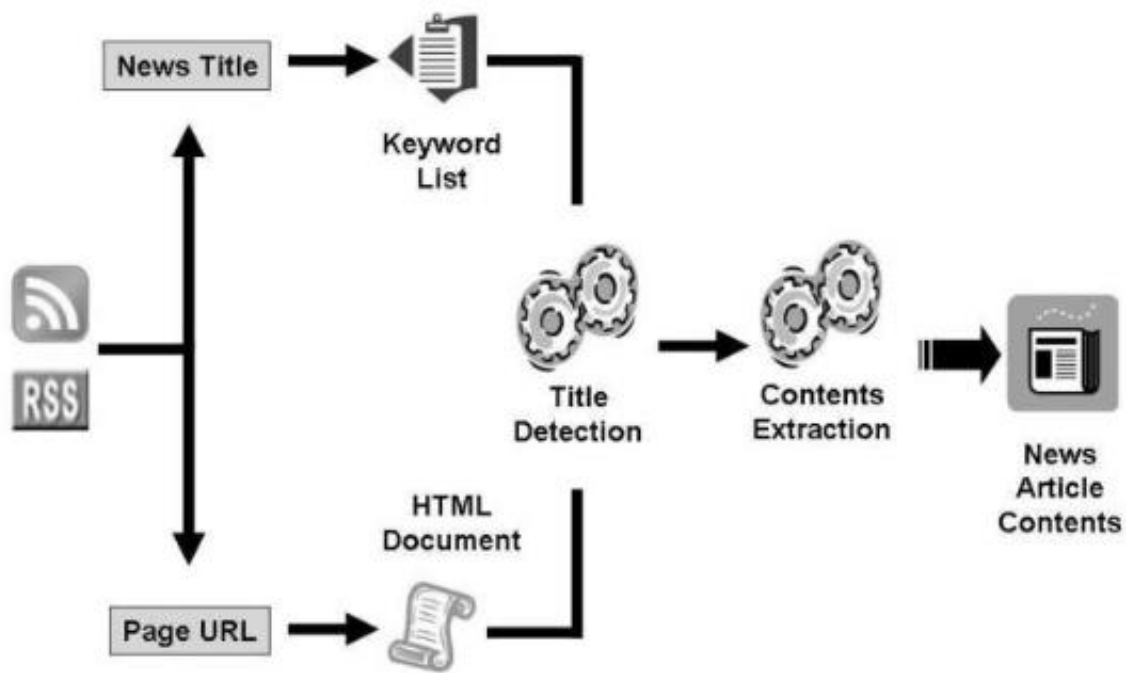 News Title
Keyword
List
RSS
Title
Detection
Contents
Extraction
News
Article
Contents
HTML
Document
Page URL